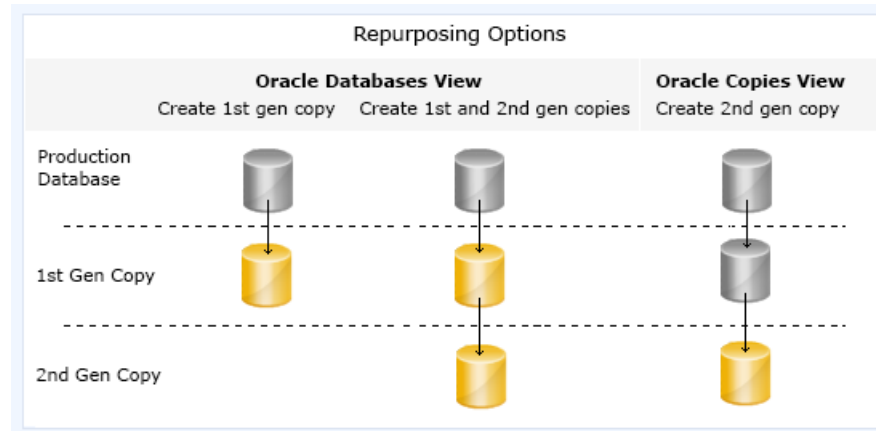 Repurposing Options
Oracle Databases View
Oracle Copies View
Create 1st gen copy
Create 1st and 2nd gen copies
Create 2nd gen copy
Production
Database
1st Gen Copy
2nd Gen Copy